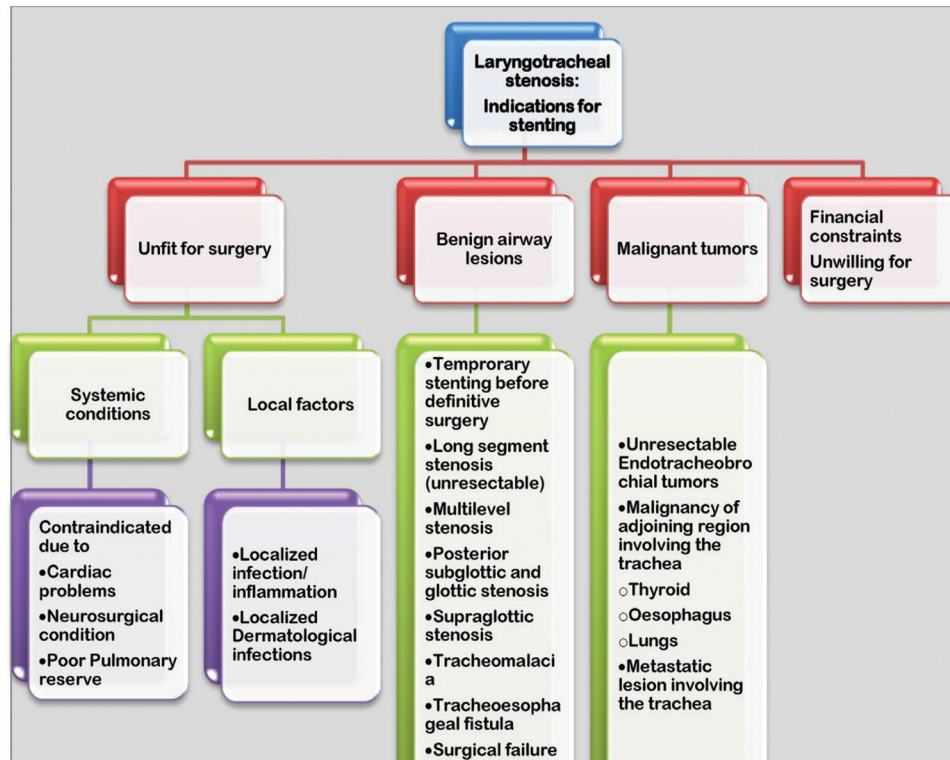 Laryngotracheal
stenosis:
Indications for
stenting
Unfit for surgery
Benign airway
lesions
Malignant tumors
Financial
constraints
Unwilling for
surgery
Systemic
conditions
Local factors
Contraindicated
due to
•Cardiac
problems
•Neurosurgical
condition
•Poor Pulmonary
reserve
•Localized
infection/
inflammation
•Localized
Dermatological
infections
•Temprorary
stenting before
definitive
surgery
•Long segment
stenosis
(unresectable)
•Multilevel
stenosis
•Posterior
subglottic and
glottic stenosis
•Supraglottic
stenosis
•Tracheomalaci
a
•Tracheoesopha
geal fistula
•Surgical failure
•Unresectable
Endotracheobro
chial tumors
•Malignancy of
adjoining region
involving the
trachea
○Thyroid
○Oesophagus
○Lungs
•Metastatic
lesion involving
the trachea